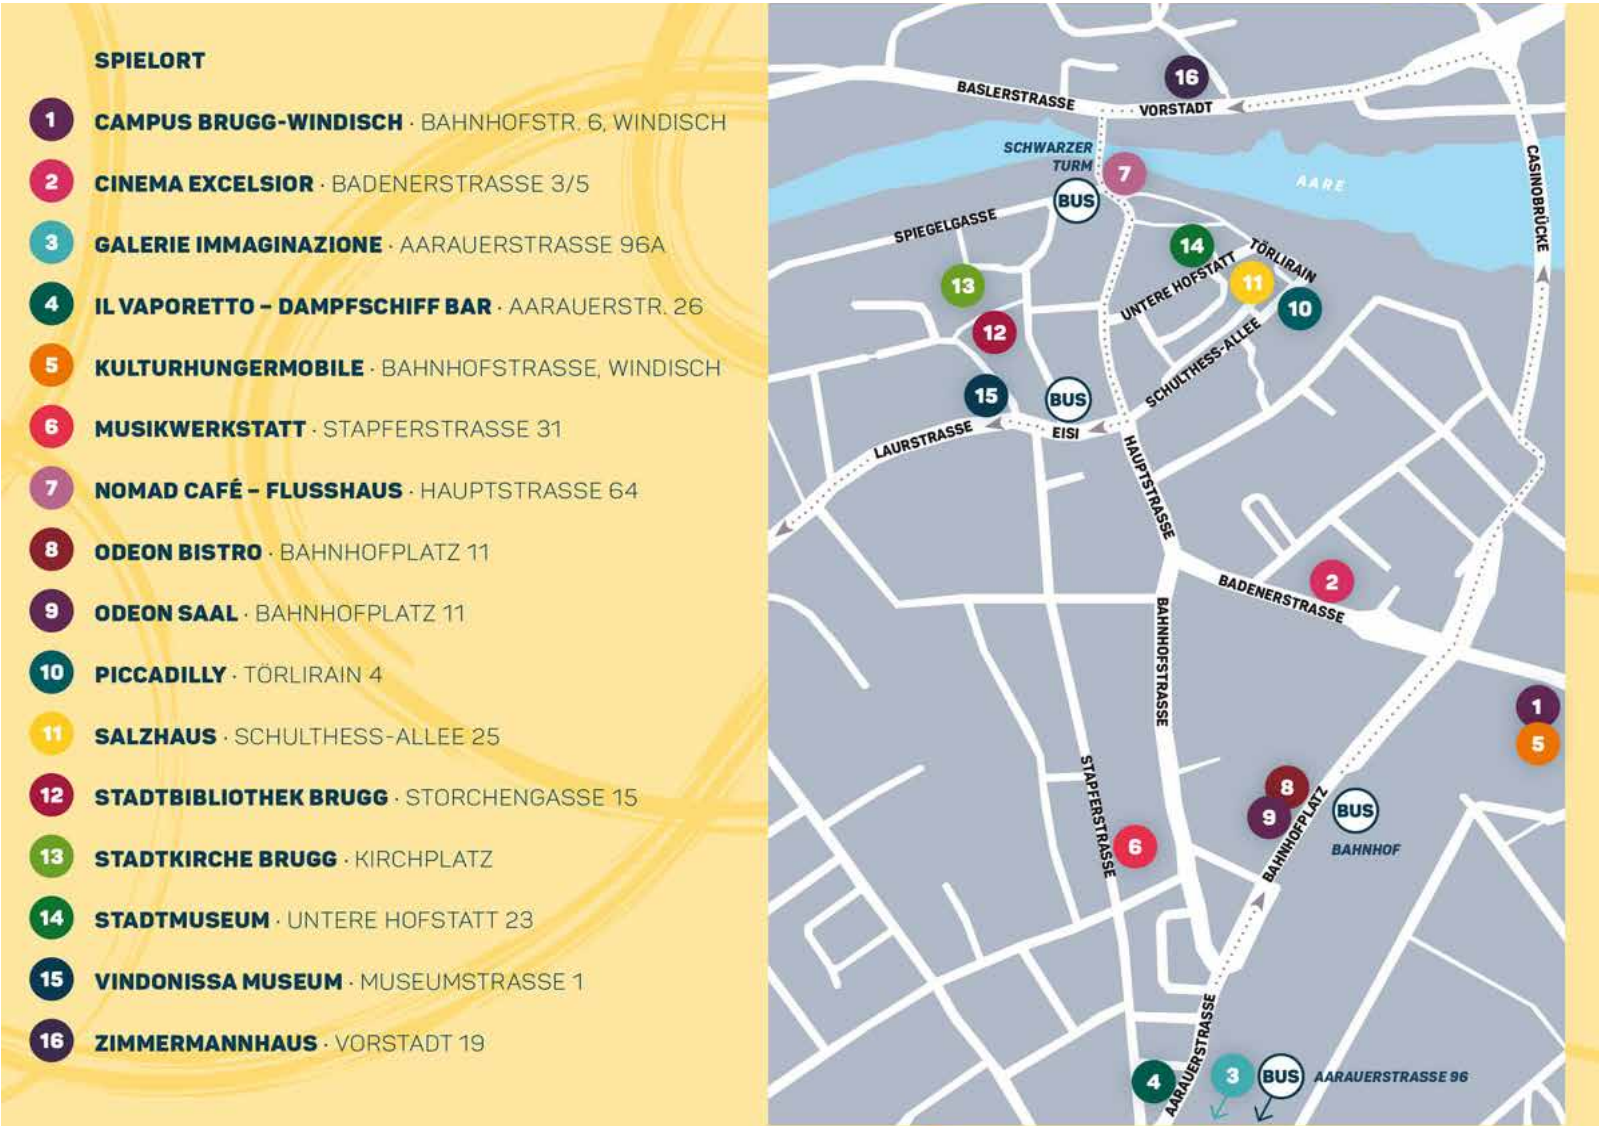 SPIELORT
1 CAMPUS BRUGG-WINDISCH · BAHNHOFSTR. 6, WINDISCH
2 CINEMA EXCELSIOR · BADENERSTRASSE 3/5
3 GALERIE IMMAGINAZIONE · AARAUERSTRASSE 96A
4 IL VAPORETTO – DAMPFSCHIFF BAR · AARAUERSTR. 26
5 KULTURHUNGERMOBILE · BAHNHOFSTRASSE, WINDISCH
6 MUSIKWERKSTATT · STAPFERSTRASSE 31
7 NOMAD CAFÉ – FLUSSHAUS · HAUPTSTRASSE 64
8 ODEON BISTRO · BAHNHOFPLATZ 11
9 ODEON SAAL · BAHNHOFPLATZ 11
10 PICCADILLY · TÖRLIRAIN 4
11 SALZHAUS · SCHULTHESS-ALLEE 25
12 STADTBIBLIOTHEK BRUGG · STORCHENGASSE 15
13 STADTKIRCHE BRUGG · KIRCHPLATZ
14 STADTMUSEUM · UNTERE HOFSTATT 23
15 VINDONISSA MUSEUM · MUSEUMSTRASSE 1
16 ZIMMERMANNHAUS · VORSTADT 19
16
BASLERSTRASSE
VORSTADT
SCHWARZER
TURM
7
AARE
CASINOBRÜCKE
BUS
SPIEGELGASSE
14
TÖRLIRAIN
UNTERE HOFSTATT
11
13
10
12
SCHULTHESS-ALLEE
15
BUS
EISI
LAURSTRASSE
HAUPTSTRASSE
2
BADENERSTRASSE
BAHNHOFSTRASSE
1
5
8
9
BAHNHOFPLATZ
BUS
BAHNHOF
STAPFERSTRASSE
6
AARAUERSTRASSE
4
3
BUS
AARAUERSTRASSE 96